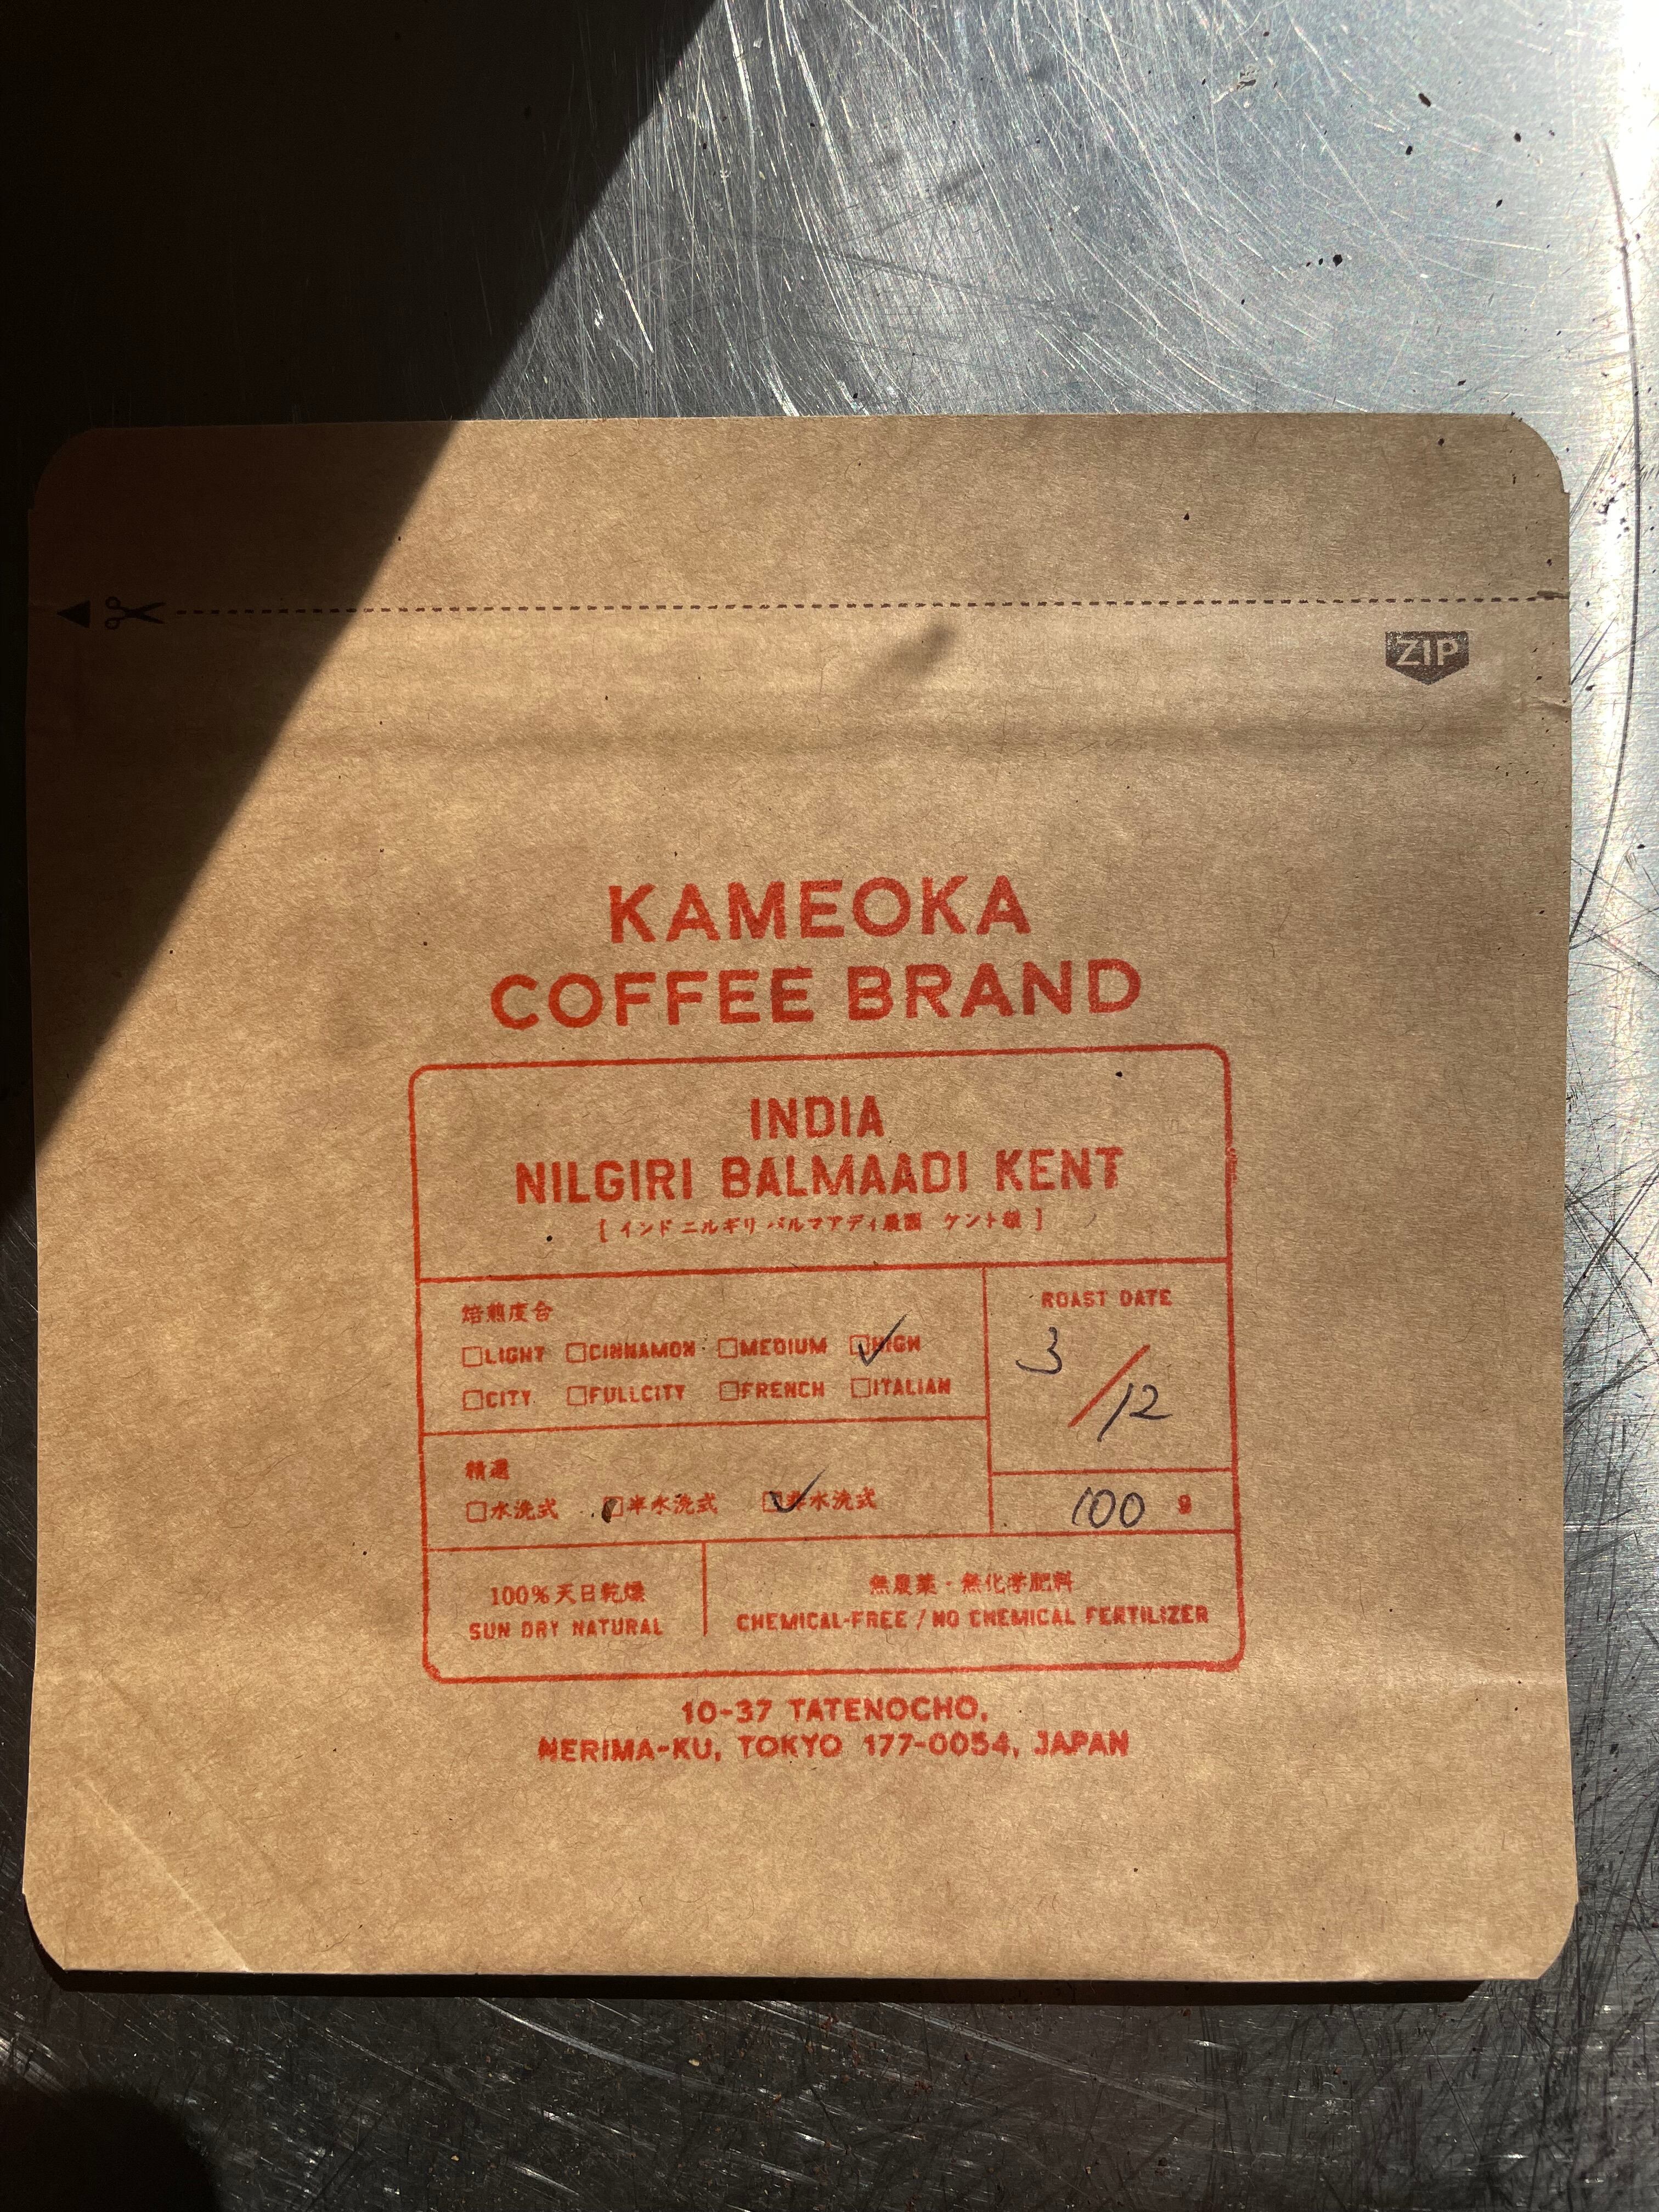 ZIP
KAMEOKA
COFFEE BRAND
INDIA
NILGIRI BALMAADI KENT
[ インド ニルギリ バルマアディ農園 ケント種 ]
焙煎度合
□LIGHT □CINNAMON □MEDIUM ☑HIGH
□CITY □FULLCITY □FRENCH □ITALIAN
ROAST DATE
3/12
精選
□水洗式 □半水洗式 ☑非水洗式
100 g
100%天日乾燥
SUN DRY NATURAL
無農薬・無化学肥料
CHEMICAL-FREE / NO CHEMICAL FERTILIZER
10-37 TATENOCHO,
NERIMA-KU, TOKYO 177-0054, JAPAN